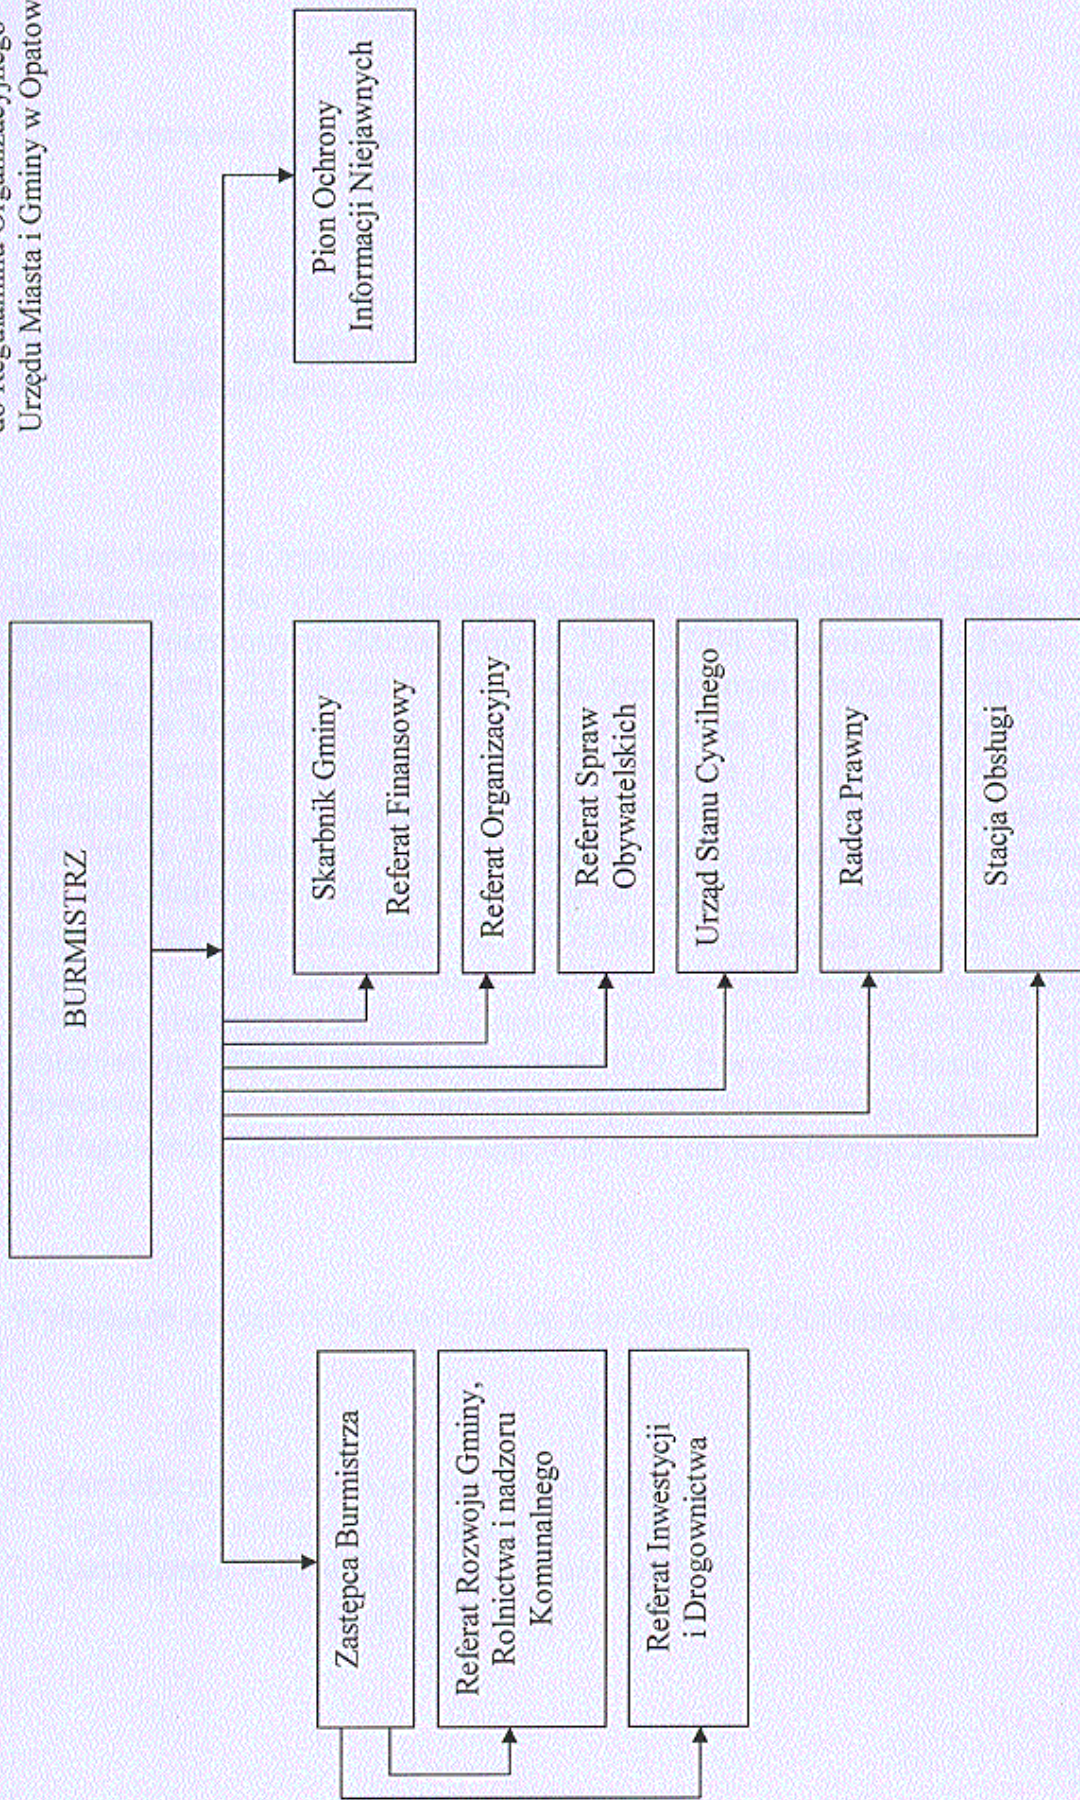 Urzędu Miasta i Gminy w Opatow
BURMISTRZ
Zastępca Burmistrza
Referat Rozwoju Gminy,
Rolnictwa i nadzoru
Komunalnego
Referat Inwestycji
i Drogownictwa
Skarbnik Gminy
Referat Finansowy
Referat Organizacyjny
Referat Spraw
Obywatelskich
Urząd Stanu Cywilnego
Radca Prawny
Stacja Obsługi
Pion Ochrony
Informacji Niejawnych